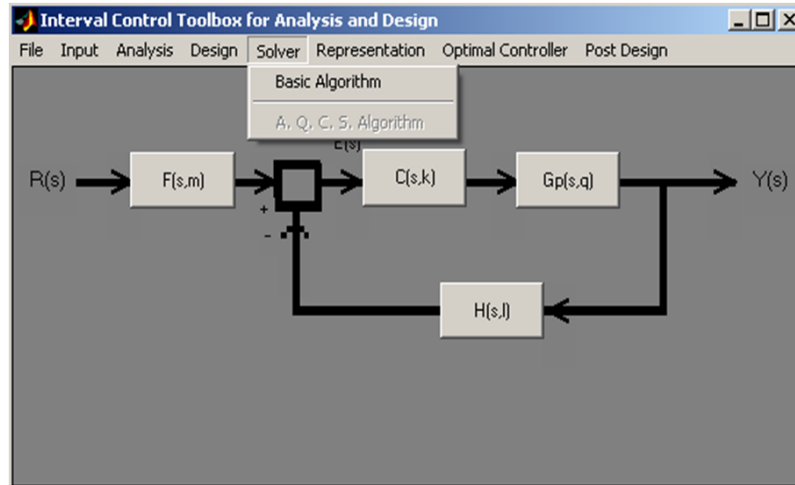 Interval Control Toolbox for Analysis and Design
File Input Analysis Design Solver Representation Optimal Controller Post Design
Basic Algorithm
A, Q, C, S, Algorithm
E(s)
R(s) F(s,m) C(s,k) Gp(s,q) Y(s)
+
-
H(s,l)